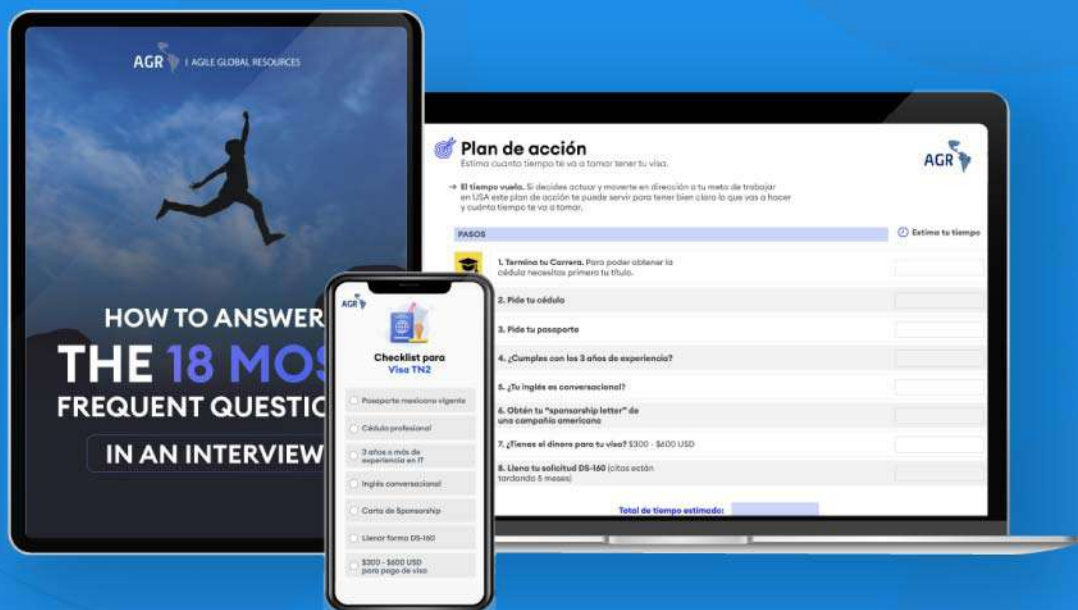 AGR | AGILE GLOBAL RESOURCES
HOW TO ANSWER
THE 18 MOS
FREQUENT QUESTIO
IN AN INTERVIEW
AGR
Checklist para
Visa TN2
Pasaporte mexicano vigente
Cédula profesional
3 años o más de
experiencia en IT
Inglés conversacional
Carta de Sponsorship
Llenar forma DS-160
$300 - $600 USD
para pago de visa
Plan de acción
Estima cuanto tiempo te va a tomar tener tu visa.
AGR
→ El tiempo vuela. Si decides actuar y moverte en dirección a tu meta de trabajar
en USA este plan de acción te puede servir para tener bien claro lo que vas a hacer
y cuánto tiempo te va a tomar.
PASOS
Estima tu tiempo
1. Termina tu Carrera. Para poder obtener la
cédula necesitas primero tu título.
2. Pide tu cédula
3. Pide tu pasaporte
4. ¿Cumples con los 3 años de experiencia?
5. ¿Tu inglés es conversacional?
6. Obtén tu "sponsorship letter" de
una compañía americana
7. ¿Tienes el dinero para tu visa? $300 - $600 USD
8. Llena tu solicitud DS-160 (citas están
tardando 5 meses)
Total de tiempo estimado: